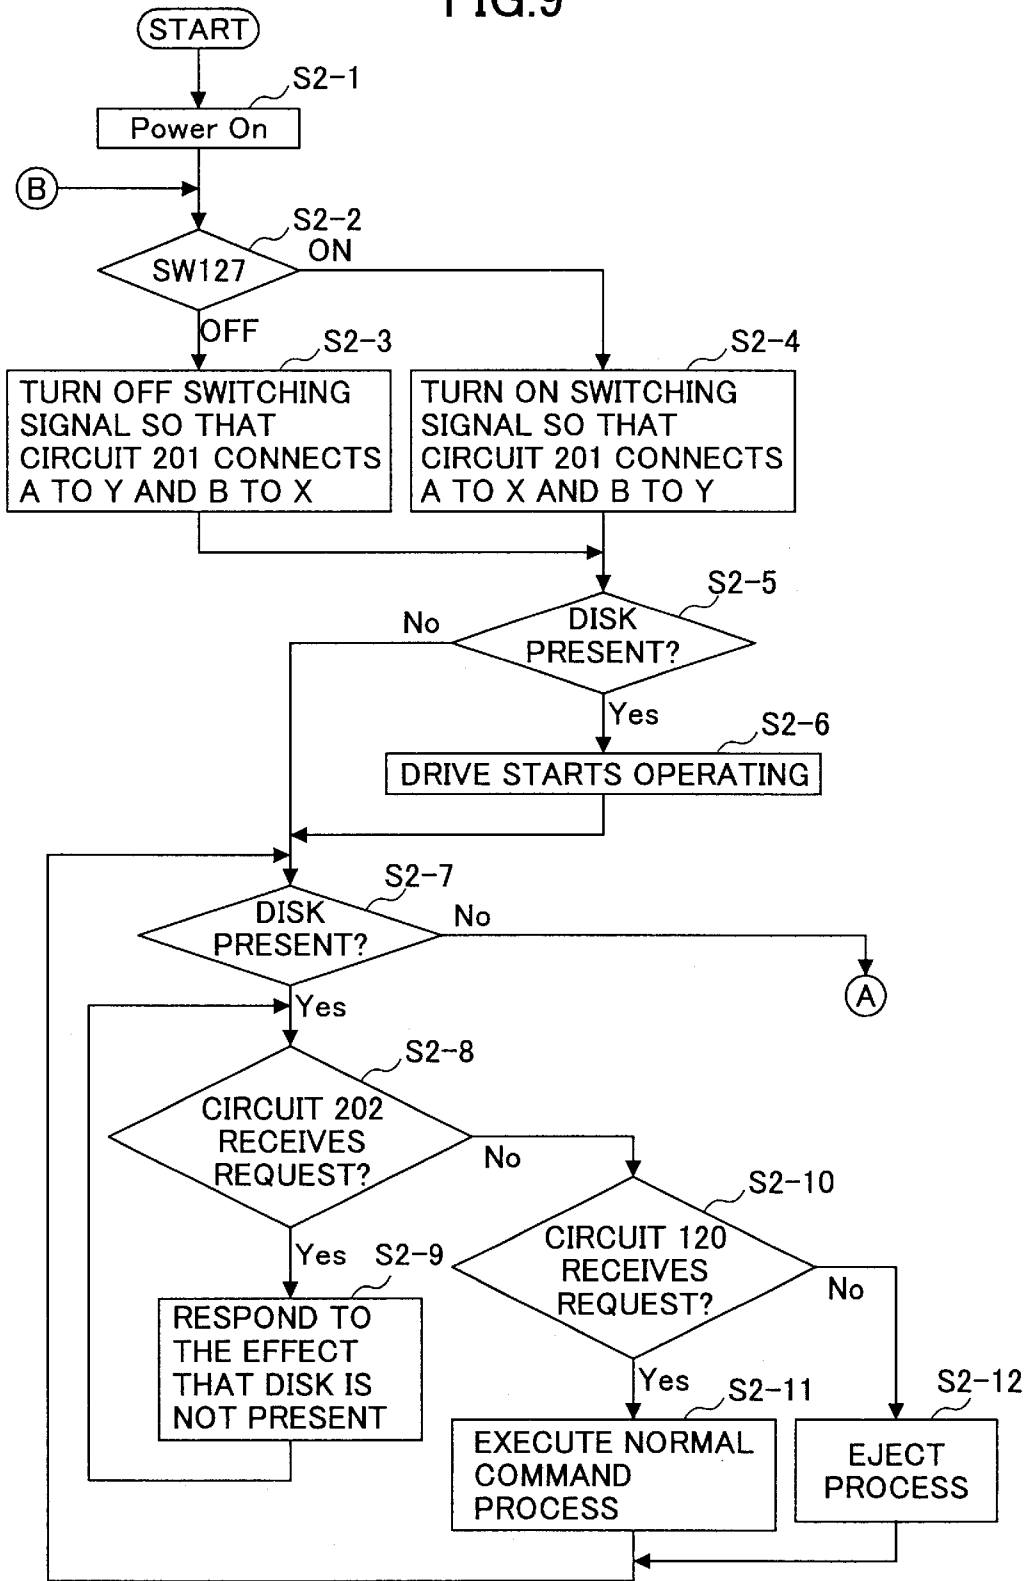 FIG.9
START
S2-1
Power On
B
S2-2
SW127
ON
OFF
S2-3
S2-4
TURN OFF SWITCHING
SIGNAL SO THAT
CIRCUIT 201 CONNECTS
A TO Y AND B TO X
TURN ON SWITCHING
SIGNAL SO THAT
CIRCUIT 201 CONNECTS
A TO X AND B TO Y
S2-5
DISK
PRESENT?
No
Yes
S2-6
DRIVE STARTS OPERATING
S2-7
DISK
PRESENT?
No
A
Yes
S2-8
CIRCUIT 202
RECEIVES
REQUEST?
No
S2-10
CIRCUIT 120
RECEIVES
REQUEST?
No
Yes
S2-9
RESPOND TO
THE EFFECT
THAT DISK IS
NOT PRESENT
Yes
S2-11
S2-12
EXECUTE NORMAL
COMMAND
PROCESS
EJECT
PROCESS